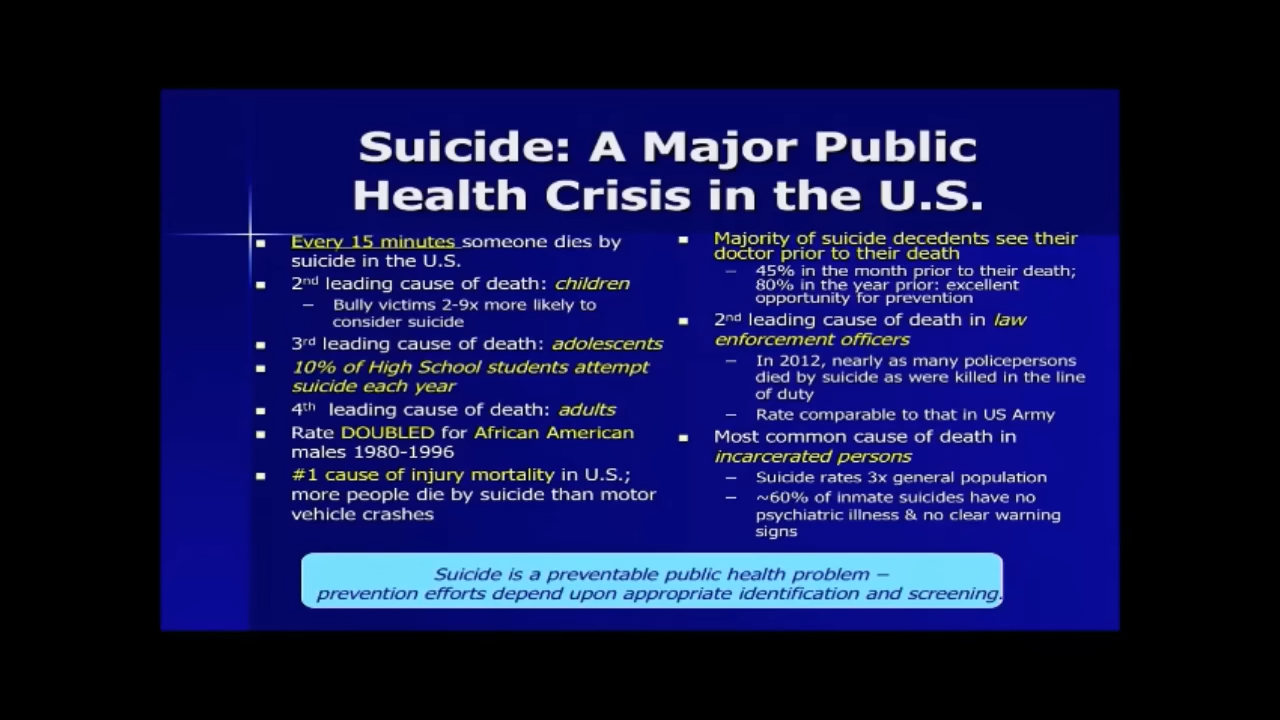 Suicide: A Major Public
Health Crisis in the U.S.
▪ Every 15 minutes someone dies by
suicide in the U.S.
▪ 2nd leading cause of death: children
– Bully victims 2-9x more likely to
consider suicide
▪ 3rd leading cause of death: adolescents
▪ 10% of High School students attempt
suicide each year
▪ 4th leading cause of death: adults
▪ Rate DOUBLED for African American
males 1980-1996
▪ #1 cause of injury mortality in U.S.;
more people die by suicide than motor
vehicle crashes
▪ Majority of suicide decedents see their
doctor prior to their death
– 45% in the month prior to their death;
80% in the year prior: excellent
opportunity for prevention
▪ 2nd leading cause of death in law
enforcement officers
– In 2012, nearly as many policepersons
died by suicide as were killed in the line
of duty
– Rate comparable to that in US Army
▪ Most common cause of death in
incarcerated persons
– Suicide rates 3x general population
– ~60% of inmate suicides have no
psychiatric illness & no clear warning
signs
Suicide is a preventable public health problem –
prevention efforts depend upon appropriate identification and screening.